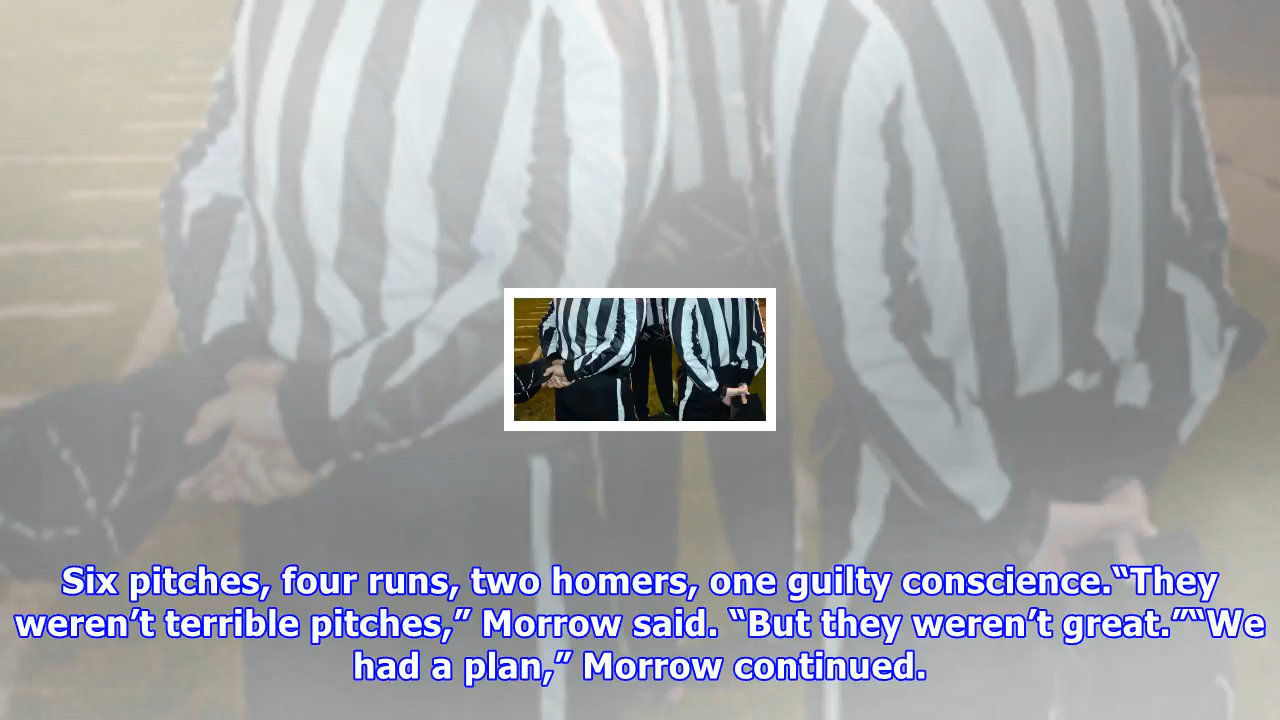 Six pitches, four runs, two homers, one guilty conscience.“They
weren’t terrible pitches,” Morrow said. “But they weren’t great.”“We
had a plan,” Morrow continued.